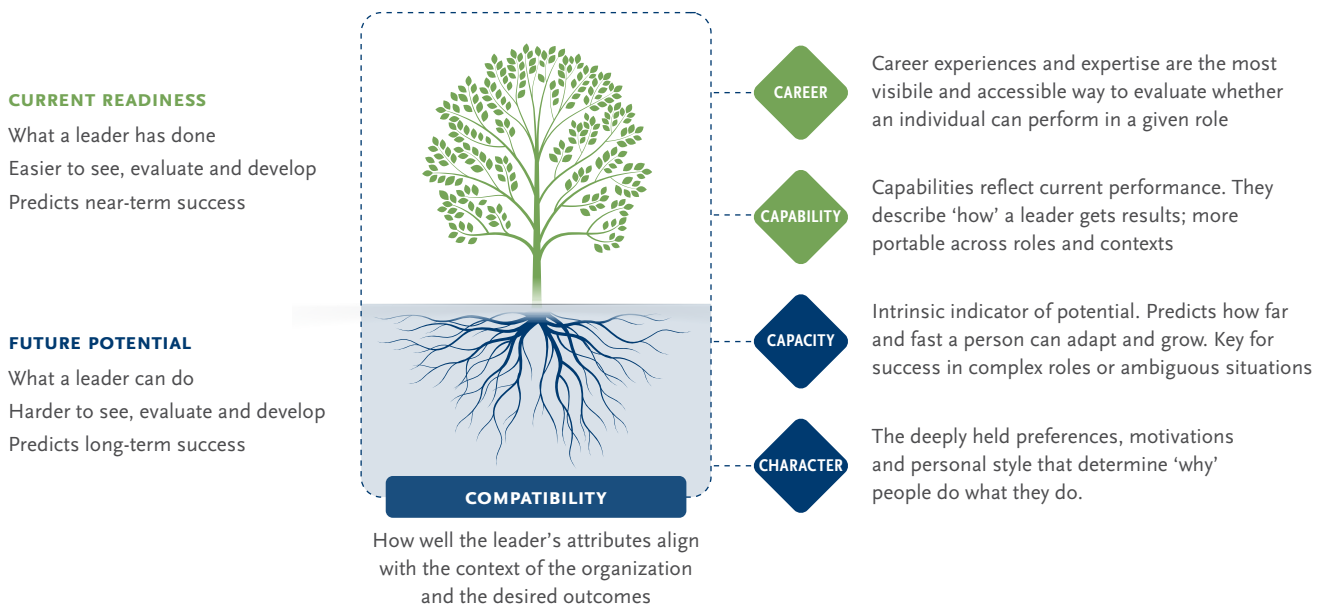 CURRENT READINESS
What a leader has done
Easier to see, evaluate and develop
Predicts near-term success
FUTURE POTENTIAL
What a leader can do
Harder to see, evaluate and develop
Predicts long-term success
COMPATIBILITY
How well the leader’s attributes align
with the context of the organization
and the desired outcomes
CAREER
Career experiences and expertise are the most
visibile and accessible way to evaluate whether
an individual can perform in a given role
CAPABILITY
Capabilities reflect current performance. They
describe ‘how’ a leader gets results; more
portable across roles and contexts
CAPACITY
Intrinsic indicator of potential. Predicts how far
and fast a person can adapt and grow. Key for
success in complex roles or ambiguous situations
CHARACTER
The deeply held preferences, motivations
and personal style that determine ‘why’
people do what they do.